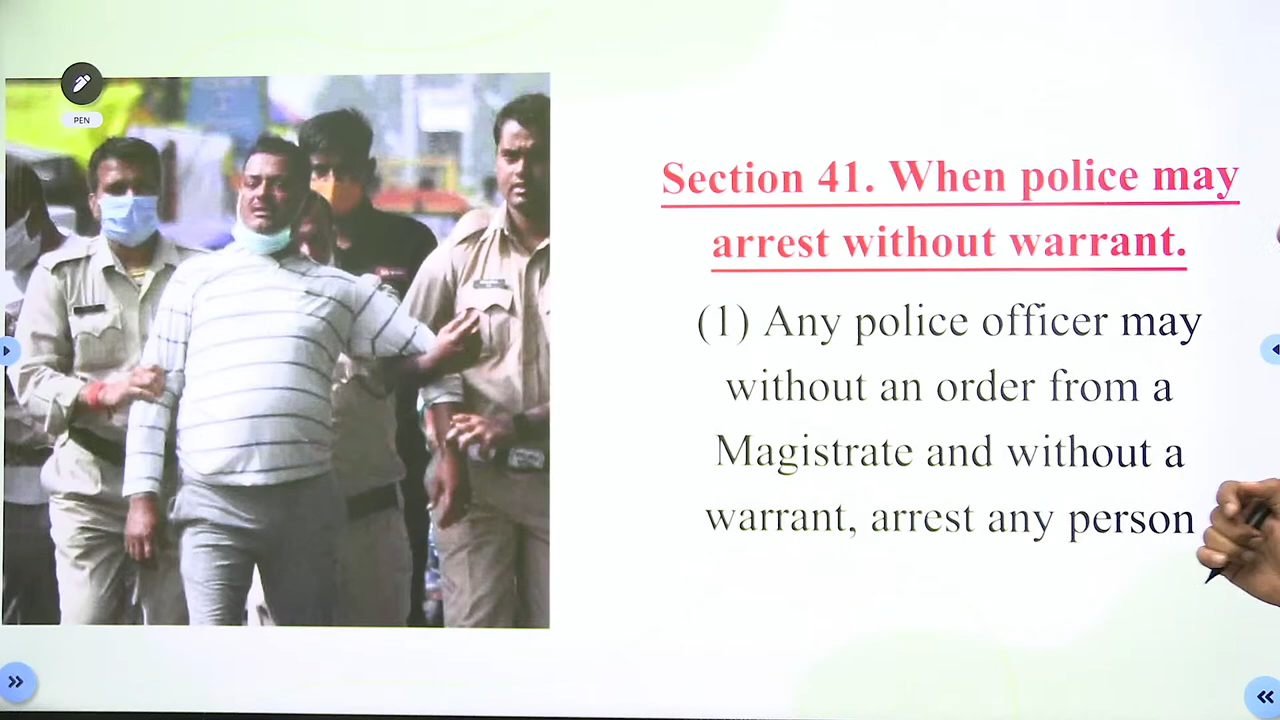 PEN
Section 41. When police may
arrest without warrant.
(1) Any police officer may
without an order from a
Magistrate and without a
warrant, arrest any person